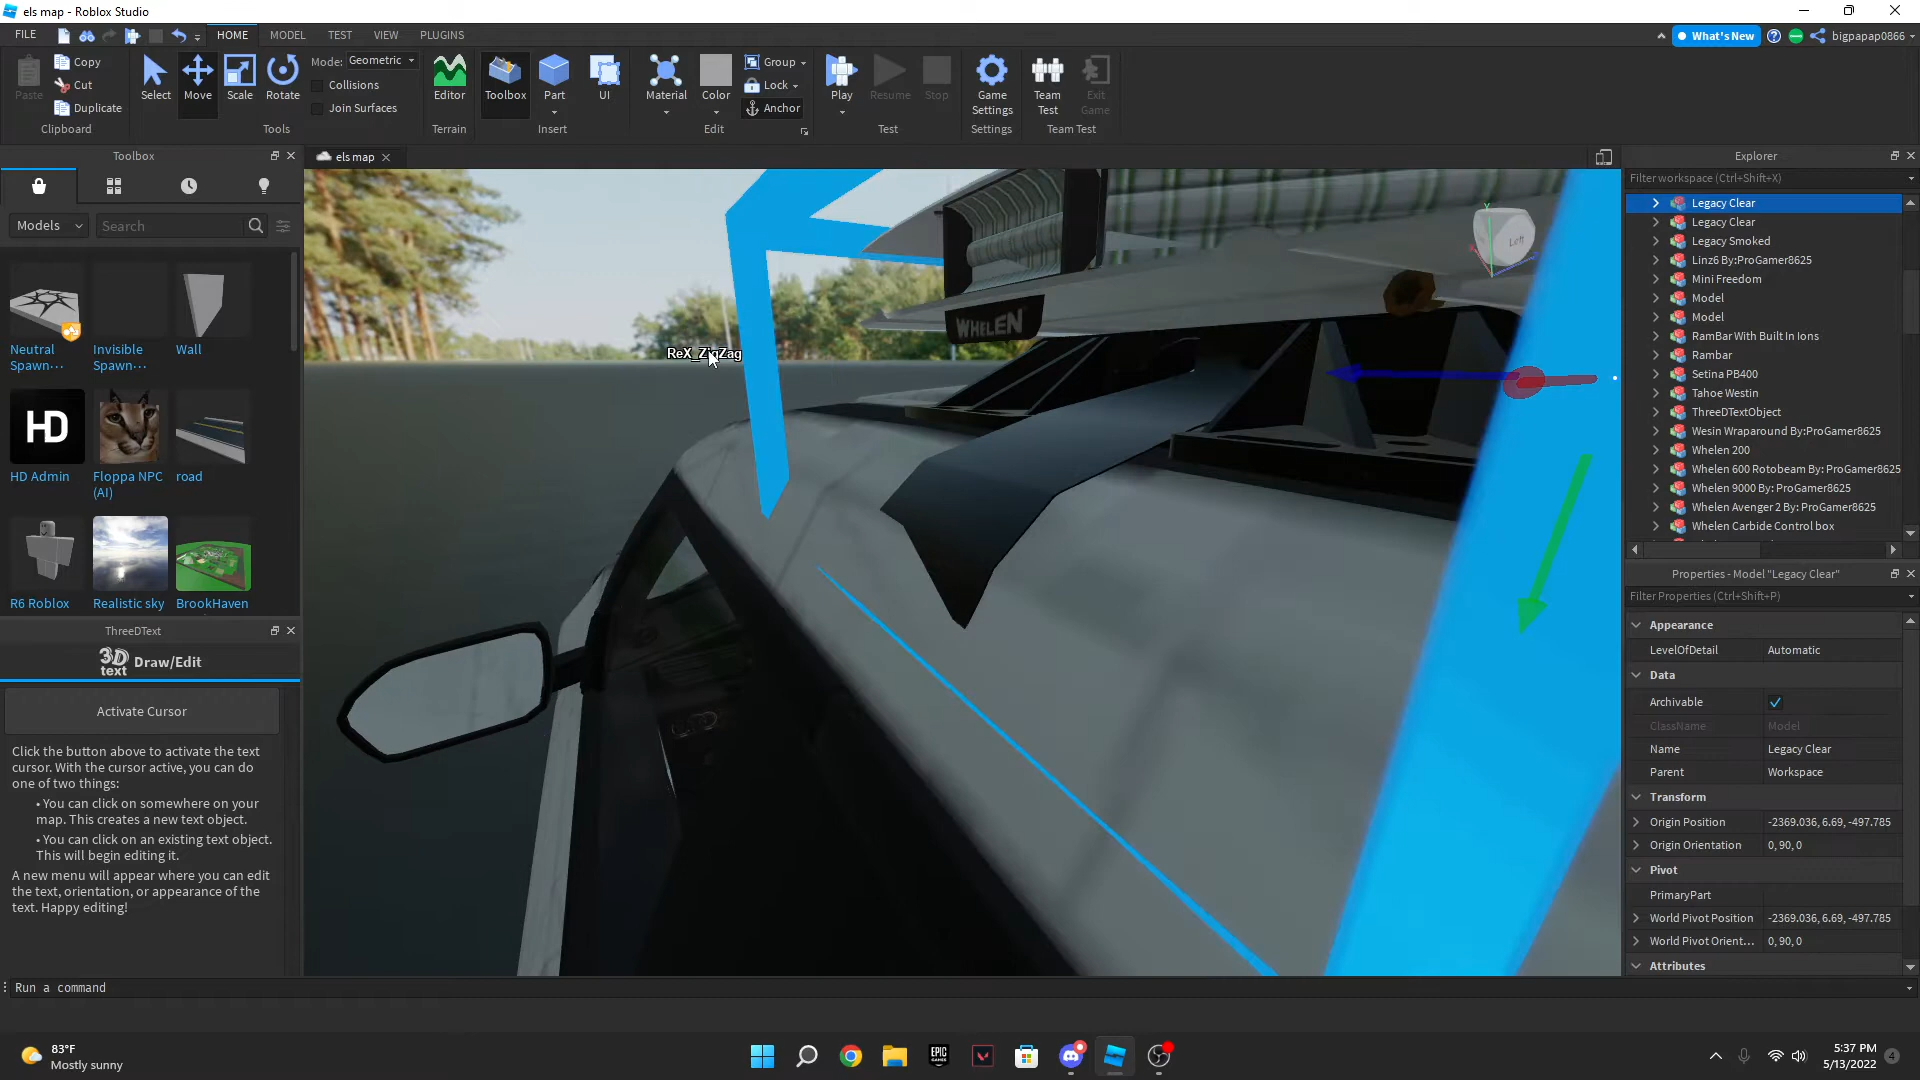 els map - Roblox Studio
FILE HOME MODEL TEST VIEW PLUGINS What's New bigpapap0866
Paste Copy Cut Duplicate Clipboard
Select Move Scale Rotate Mode: Geometric Collisions Join Surfaces Tools
Editor Terrain
Toolbox Part UI Insert
Material Color Group Lock Anchor Edit
Play Resume Stop Test
Game Settings Settings
Team Test Exit Game Team Test
Toolbox
Models Search
Neutral Spawn...
Invisible Spawn...
Wall
HD
HD Admin
Floppa NPC (AI)
road
R6 Roblox
Realistic sky
BrookHaven
ThreeDText
3D text Draw/Edit
Activate Cursor
Click the button above to activate the text
cursor. With the cursor active, you can do
one of two things:
• You can click on somewhere on your
map. This creates a new text object.
• You can click on an existing text object.
This will begin editing it.
A new menu will appear where you can edit
the text, orientation, or appearance of the
text. Happy editing!
els map
WHELEN
Left
Y
Explorer
Filter workspace (Ctrl+Shift+X)
Legacy Clear
Legacy Clear
Legacy Smoked
Linz6 By:ProGamer8625
Mini Freedom
Model
Model
RamBar With Built In Ions
Rambar
Setina PB400
Tahoe Westin
ThreeDTextObject
Wesin Wraparound By:ProGamer8625
Whelen 200
Whelen 600 Rotobeam By: ProGamer8625
Whelen 9000 By: ProGamer8625
Whelen Avenger 2 By: ProGamer8625
Whelen Carbide Control box
Properties - Model "Legacy Clear"
Filter Properties (Ctrl+Shift+P)
Appearance
LevelOfDetail Automatic
Data
Archivable
ClassName Model
Name Legacy Clear
Parent Workspace
Transform
Origin Position -2369.036, 6.69, -497.785
Origin Orientation 0, 90, 0
Pivot
PrimaryPart
World Pivot Position -2369.036, 6.69, -497.785
World Pivot Orient... 0, 90, 0
Attributes
Run a command
83°F
Mostly sunny
EPIC GAMES
5:37 PM
5/13/2022
4